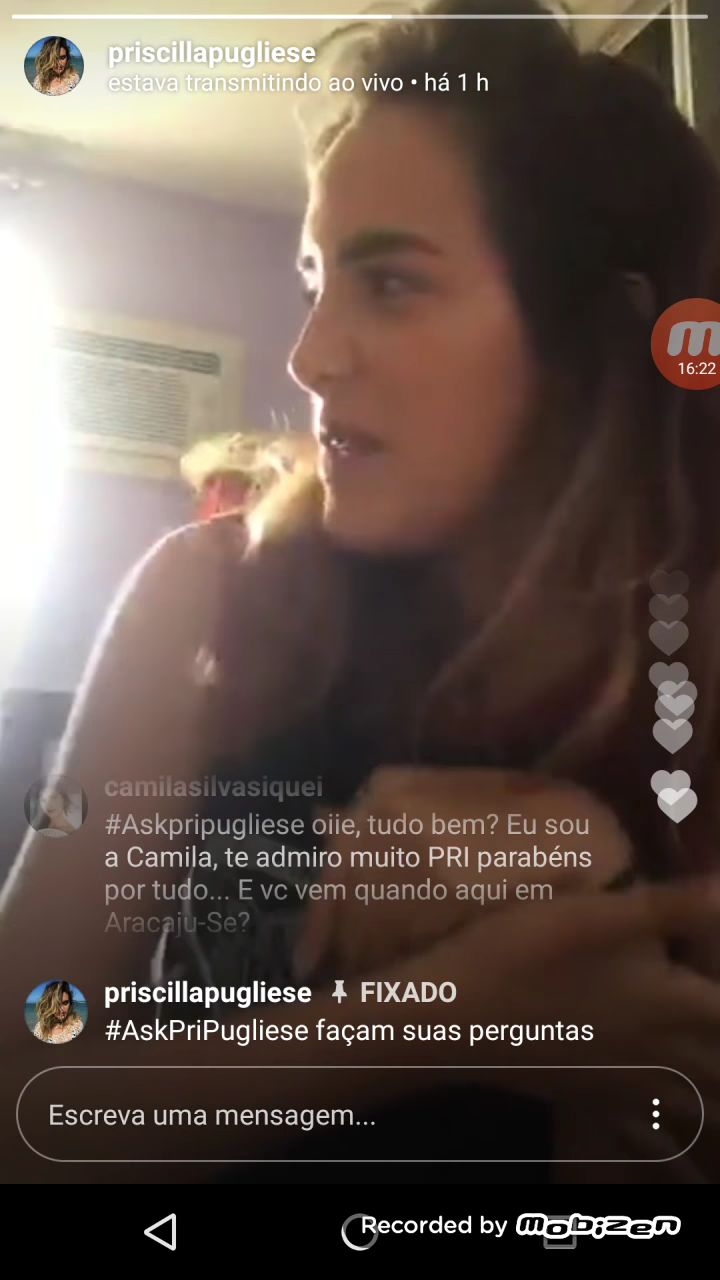 priscillapugliese
estava transmitindo ao vivo • há 1 h
m
16:22
camilasilvasiquei
#Askpripugliese oiie, tudo bem? Eu sou
a Camila, te admiro muito PRI parabéns
por tudo... E vc vem quando aqui em
Aracaju-Se?
priscillapugliese FIXADO
#AskPriPugliese façam suas perguntas
Escreva uma mensagem...
Recorded by mobizen